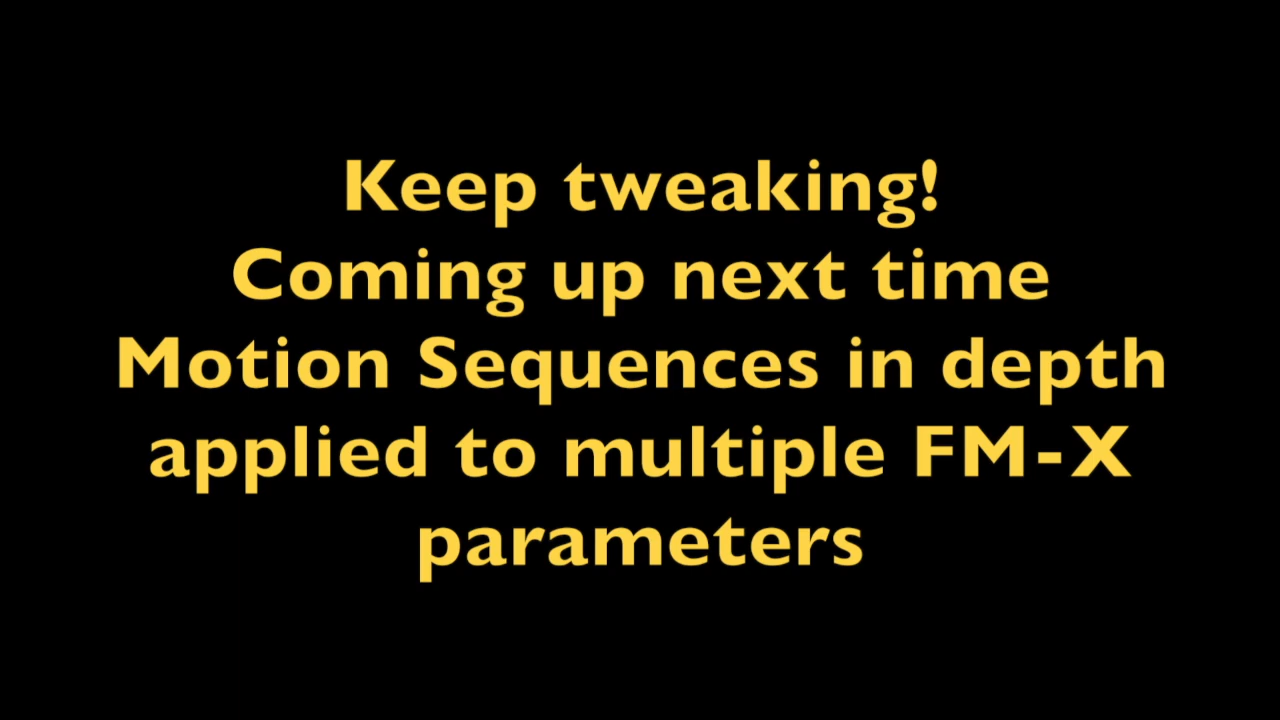 Keep tweaking!
Coming up next time
Motion Sequences in depth
applied to multiple FM-X
parameters